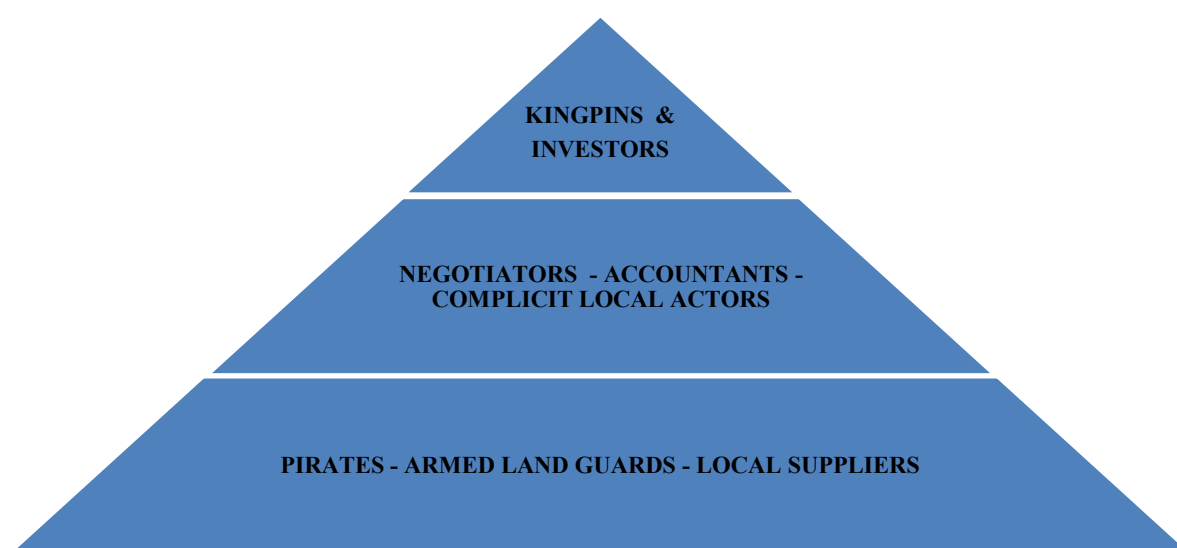 KINGPINS &
INVESTORS
NEGOTIATORS - ACCOUNTANTS -
COMPLICIT LOCAL ACTORS
PIRATES - ARMED LAND GUARDS - LOCAL SUPPLIERS